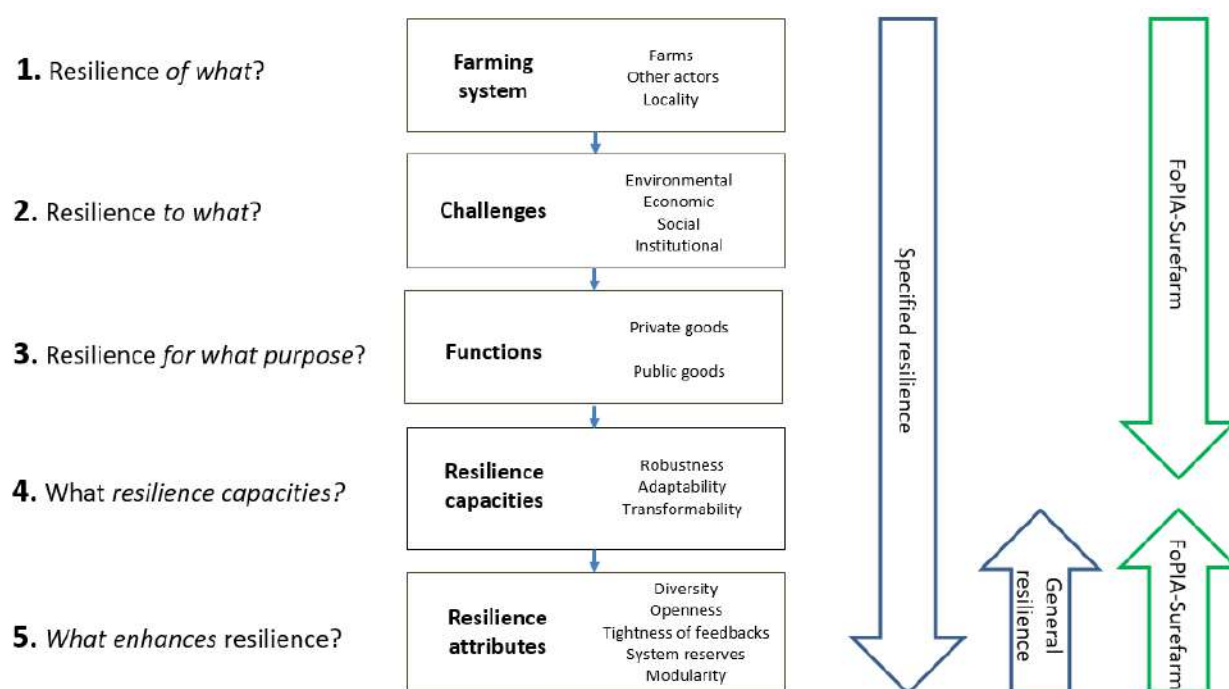 1. Resilience of what?
Farming
system
Farms
Other actors
Locality
2. Resilience to what?
Challenges
Environmental
Economic
Social
Institutional
3. Resilience for what purpose?
Functions
Private goods
Public goods
4. What resilience capacities?
Resilience
capacities
Robustness
Adaptability
Transformability
5. What enhances resilience?
Resilience
attributes
Diversity
Openness
Tightness of feedbacks
System reserves
Modularity
Specified resilience
General
resilience
FoPIA-Surefarm
FoPIA-Surefarm